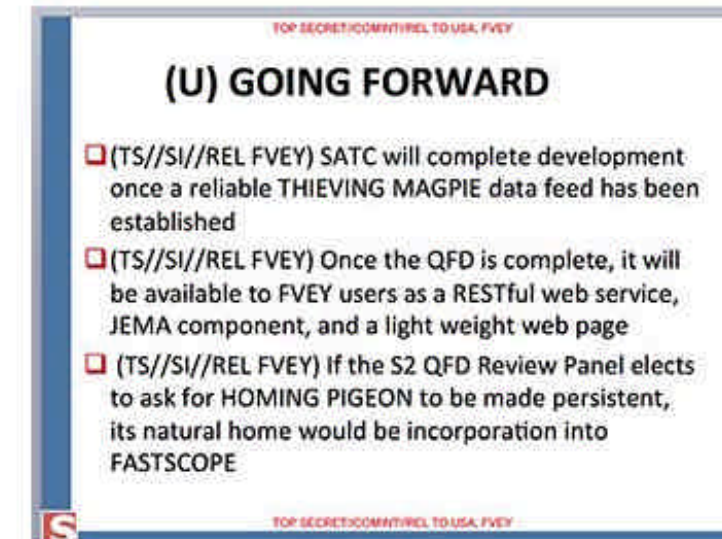 TOP SECRET//COMINT//REL TO USA, FVEY
(U) GOING FORWARD
(TS//SI//REL FVEY) SATC will complete development
once a reliable THIEVING MAGPIE data feed has been
established
(TS//SI//REL FVEY) Once the QFD is complete, it will
be available to FVEY users as a RESTful web service,
JEMA component, and a light weight web page
(TS//SI//REL FVEY) If the S2 QFD Review Panel elects
to ask for HOMING PIGEON to be made persistent,
its natural home would be incorporation into
FASTSCOPE
S
TOP SECRET//COMINT//REL TO USA, FVEY